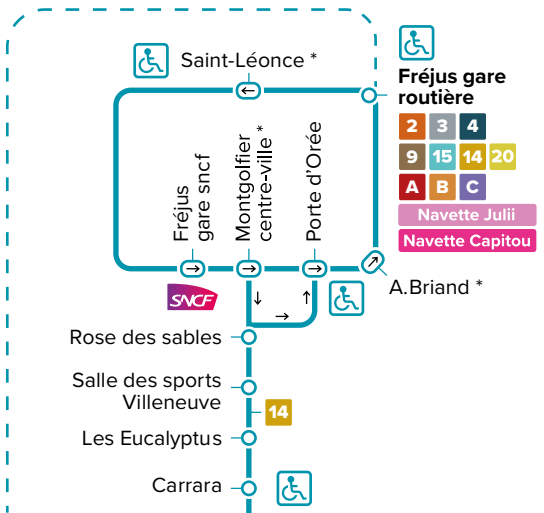 Saint-Léonce *
Fréjus gare
routière
2 3 4
9 15 14 20
A B C
Navette Julii
Navette Capitou
Fréjus
gare sncf
Montgolfier
centre-ville *
Porte d'Orée
A.Briand *
SNCF
Rose des sables
Salle des sports
Villeneuve
14
Les Eucalyptus
Carrara